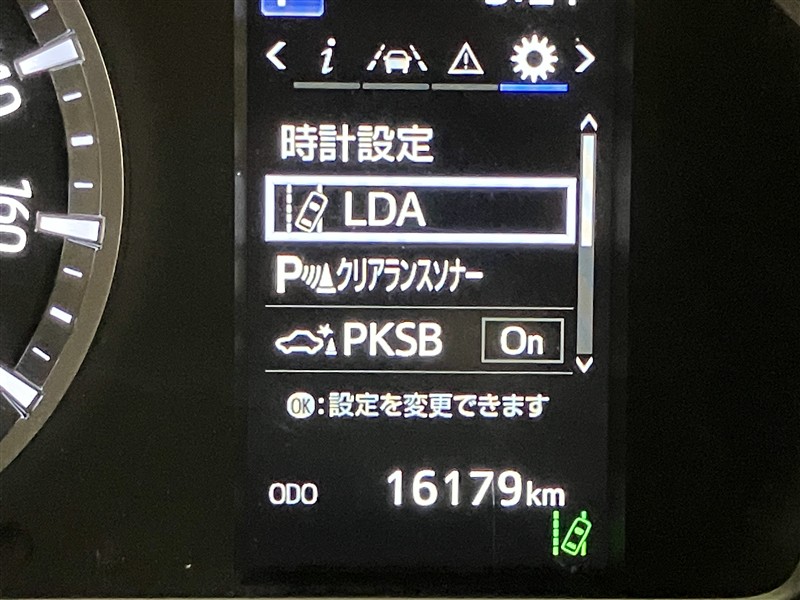 i
時計設定
LDA
Pクリアランスソナー
PKSB On
OK:設定を変更できます
ODO 16179km
160